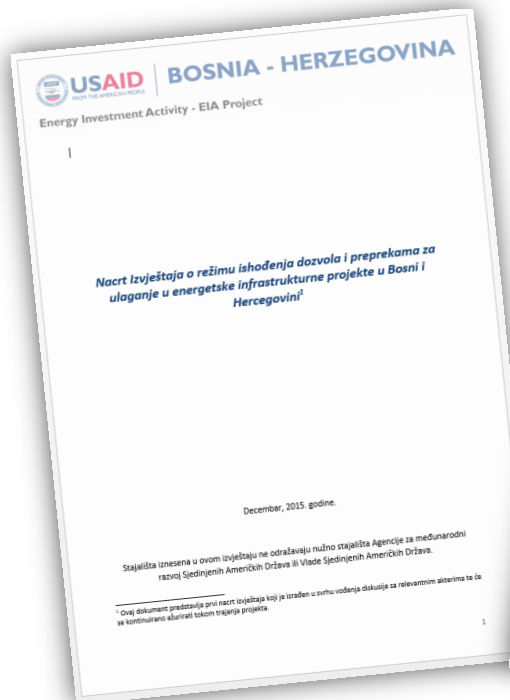 USAID
FROM THE AMERICAN PEOPLE
BOSNIA - HERZEGOVINA
Energy Investment Activity - EIA Project
Nacrt Izvještaja o režimu ishođenja dozvola i preprekama za
ulaganje u energetske infrastrukturne projekte u Bosni i
Hercegovini¹
Decembar, 2015. godine.
Stajališta iznesena u ovom izvještaju ne odražavaju nužno stajališta Agencije za međunarodni
razvoj Sjedinjenih Američkih Država ili Vlade Sjedinjenih Američkih Država.
¹ Ovaj dokument predstavlja prvi nacrt izvještaja koji je izrađen u svrhu vođenja diskusija sa relevantnim akterima te će
se kontinuirano ažurirati tokom trajanja projekta.
1